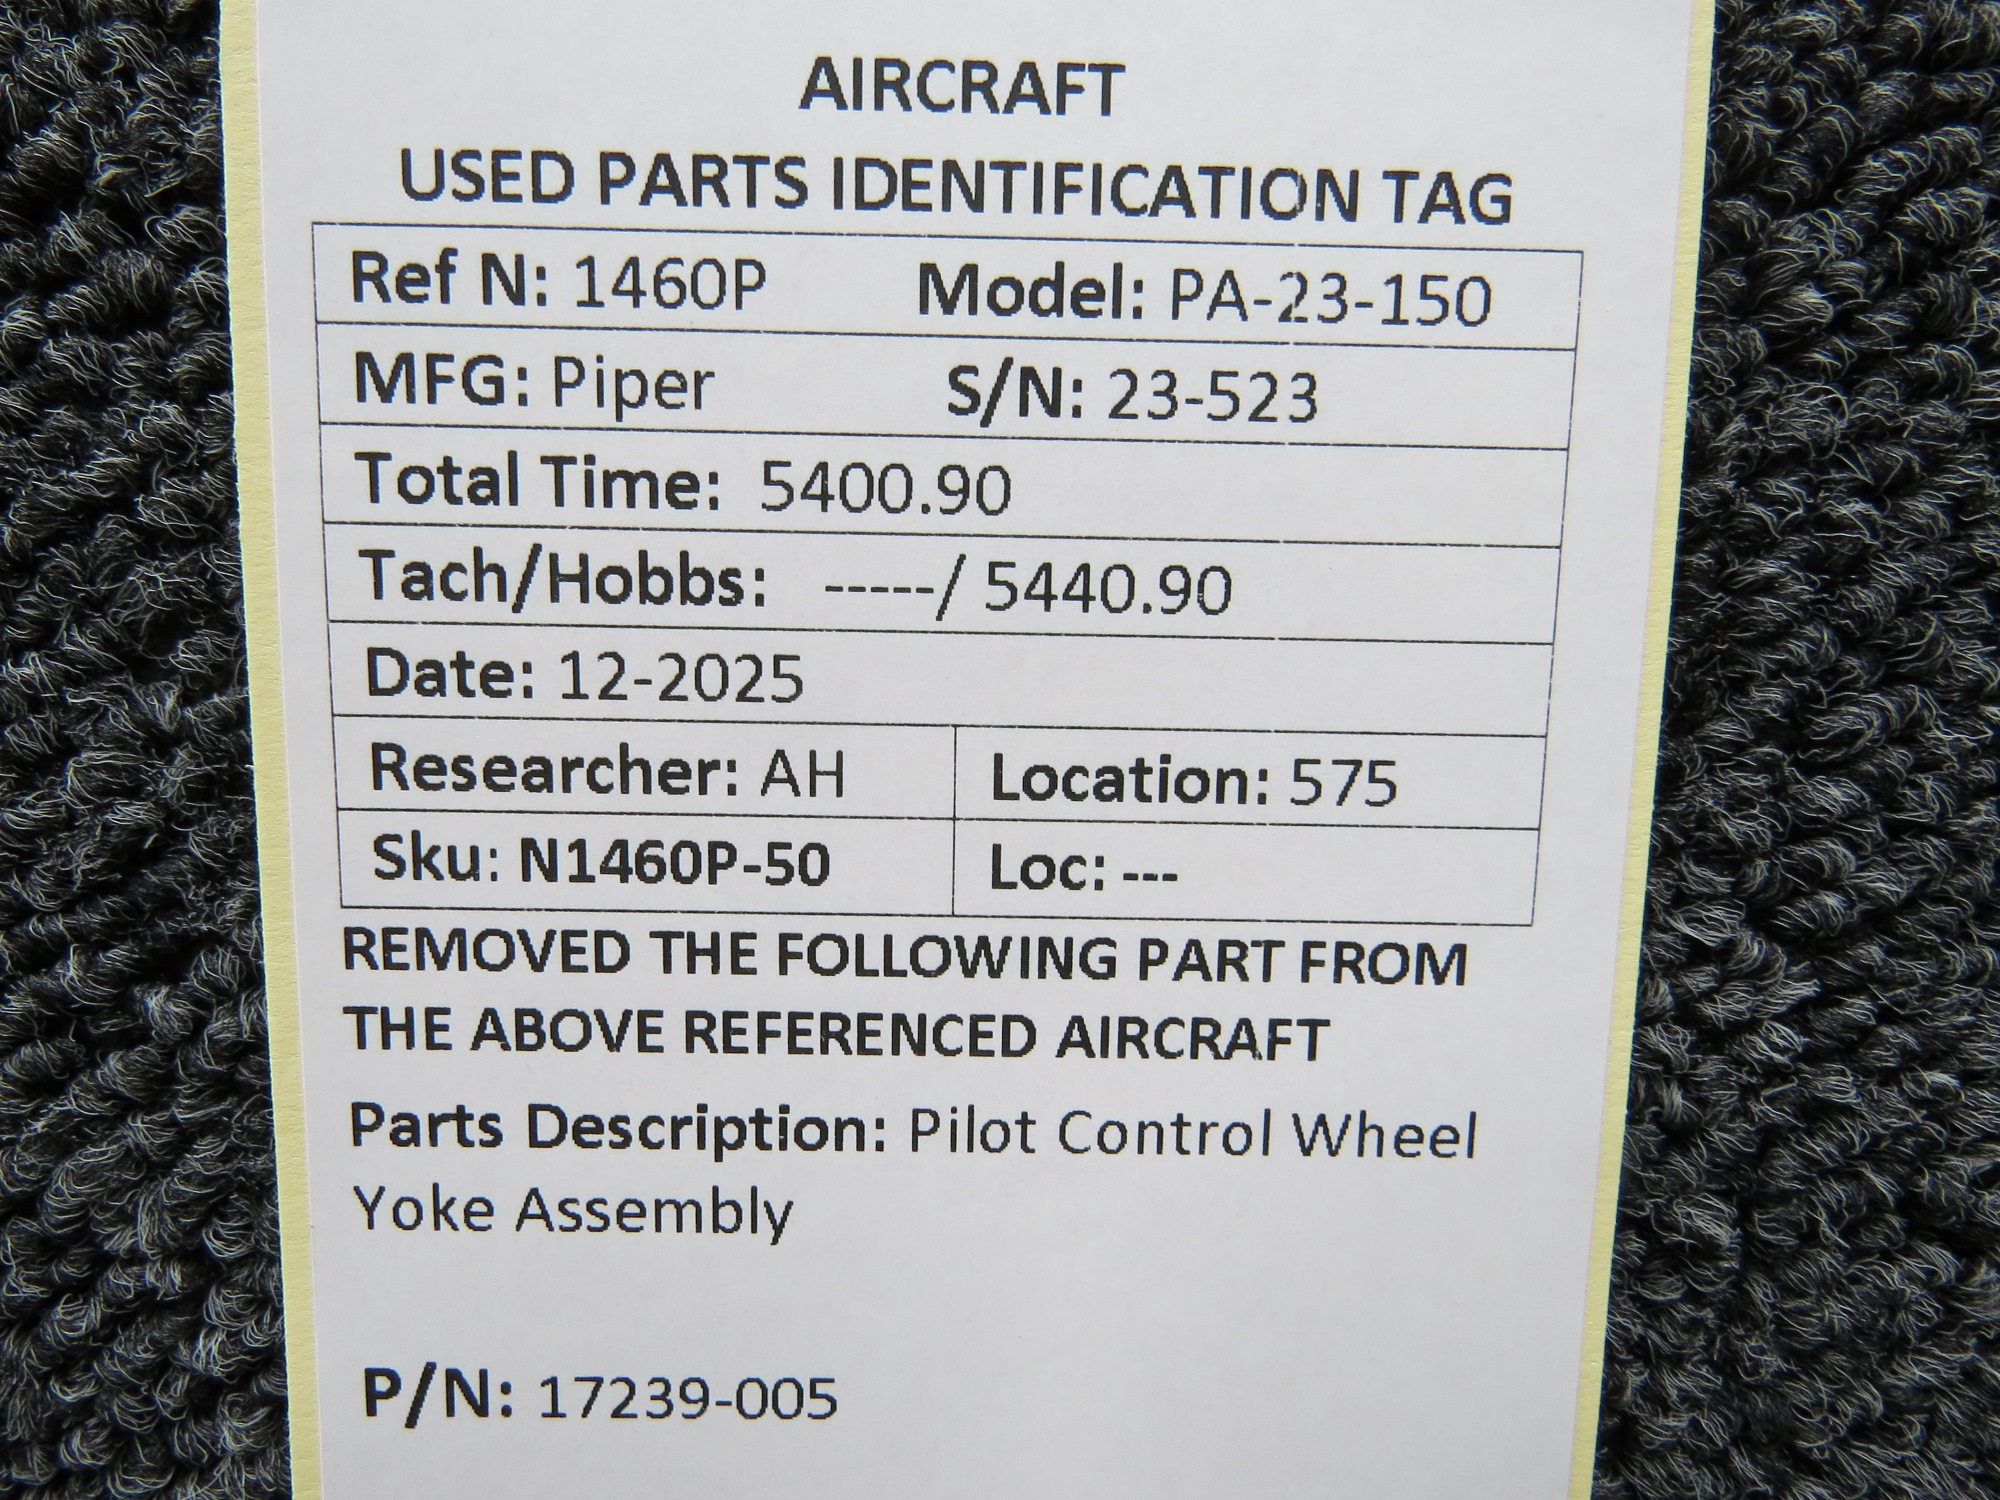 AIRCRAFT
USED PARTS IDENTIFICATION TAG
Ref N: 1460P Model: PA-23-150
MFG: Piper S/N: 23-523
Total Time: 5400.90
Tach/Hobbs: -----/ 5440.90
Date: 12-2025
Researcher: AH Location: 575
Sku: N1460P-50 Loc: ---
REMOVED THE FOLLOWING PART FROM
THE ABOVE REFERENCED AIRCRAFT
Parts Description: Pilot Control Wheel
Yoke Assembly
P/N: 17239-005